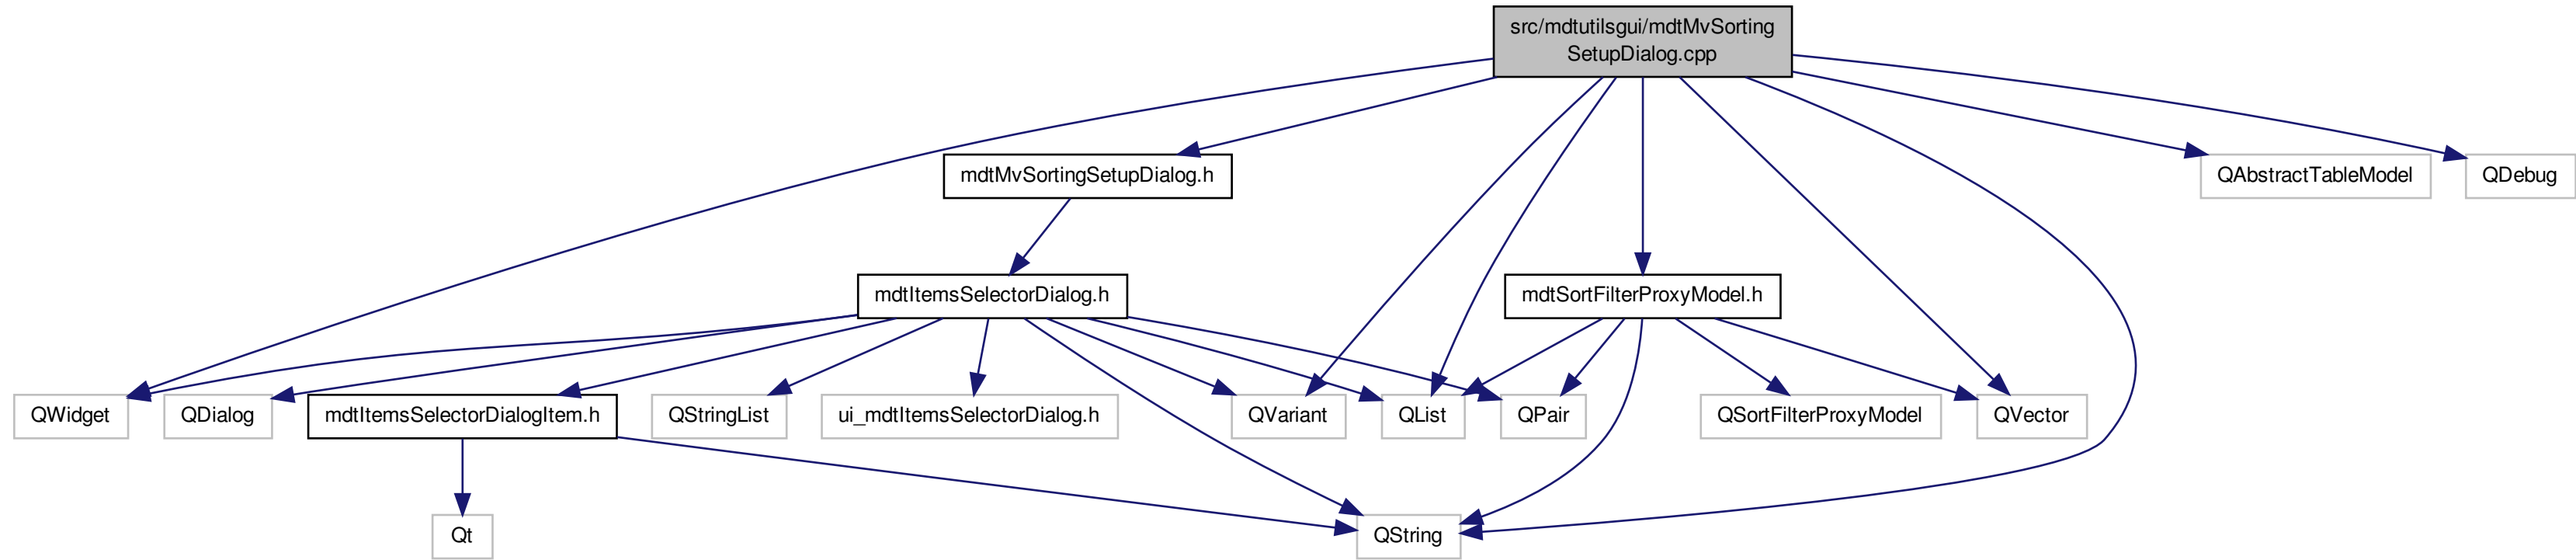 src/mdtutilsgui/mdtMvSorting
SetupDialog.cpp
mdtMvSortingSetupDialog.h
QAbstractTableModel
QDebug
mdtItemsSelectorDialog.h
mdtSortFilterProxyModel.h
QWidget
QDialog
mdtItemsSelectorDialogItem.h
QStringList
ui_mdtItemsSelectorDialog.h
QVariant
QList
QPair
QSortFilterProxyModel
QVector
Qt
QString